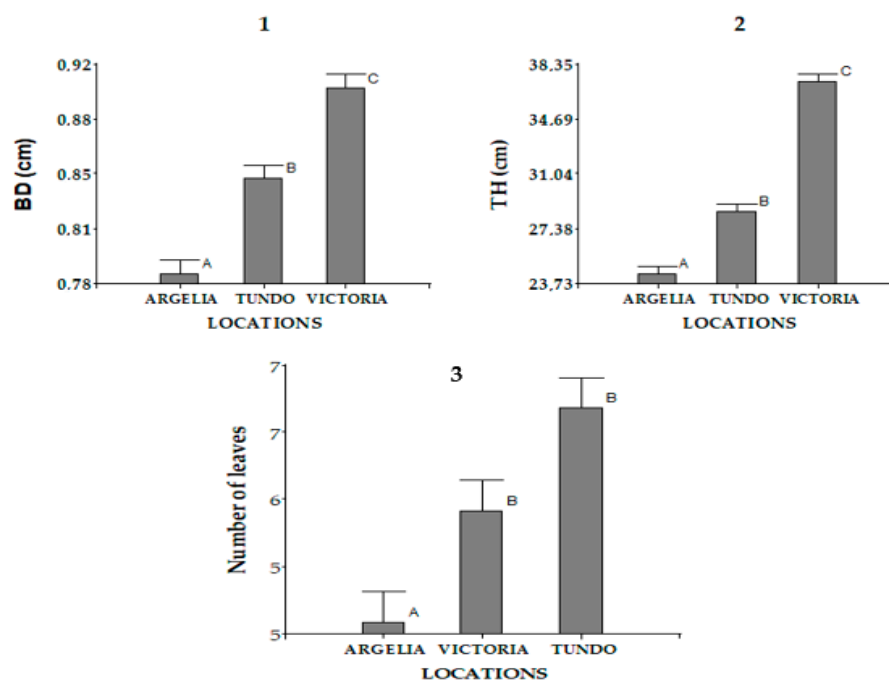 1
BD (cm)
0.92
0.88
0.85
0.81
0.78
A
B
C
ARGELIA TUNDO VICTORIA
LOCATIONS
2
TH (cm)
38,35
34.69
31.04
27.38
23,73
A
B
C
ARGELIA TUNDO VICTORIA
LOCATIONS
3
Number of leaves
7
7
6
5
5
A
B
B
ARGELIA VICTORIA TUNDO
LOCATIONS